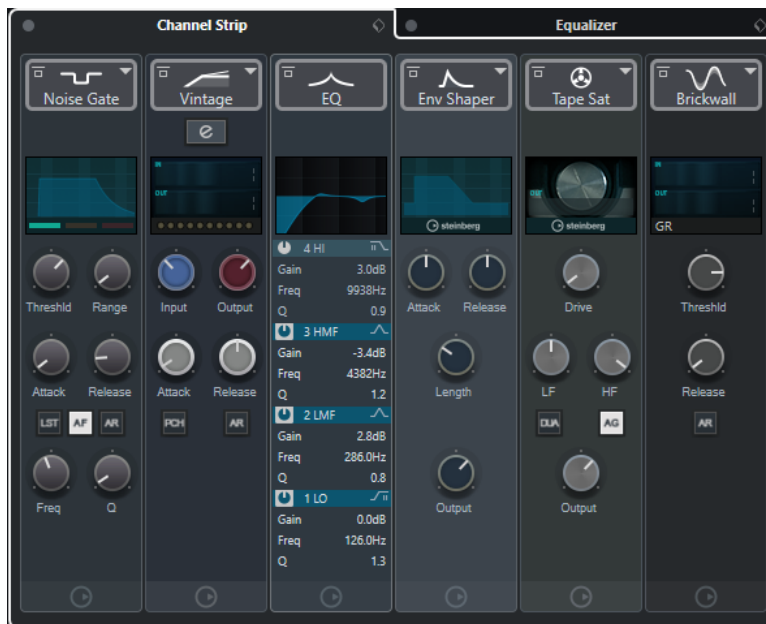 Channel Strip
Equalizer
Noise Gate
Vintage
EQ
Env Shaper
Tape Sat
Brickwall
e
IN
OUT
steinberg
OUT
steinberg
IN
OUT
GR
Threshld Range
Attack Release
LST AF AR
Freq Q
Input Output
Attack Release
PCH AR
4 HI
Gain 3.0dB
Freq 9938Hz
Q 0.9
3 HMF
Gain -3.4dB
Freq 4382Hz
Q 1.2
2 LMF
Gain 2.8dB
Freq 286.0Hz
Q 0.8
1 LO
Gain 0.0dB
Freq 126.0Hz
Q 1.3
Attack Release
Length
Output
Drive
LF HF
DUA AG
Output
Threshld
Release
AR